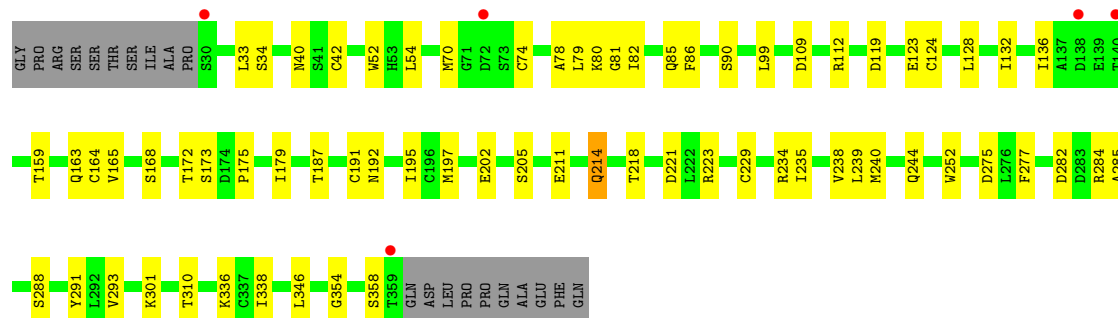 GLY PRO ARG SER SER THR SER ILE ALA PRO S30 L33 S34 N40 S41 C42 W52 H53 L54 M70 G71 D72 S73 C74 A78 L79 K80 G81 I82 Q85 F86 S90 L99 D109 R112 D119 E123 C124 L128 I132 I136 A137 D138 E139 T140
T159 Q163 C164 V165 S168 T172 S173 D174 P175 I179 T187 C191 N192 I195 C196 M197 E202 S205 E211 Q214 T218 D221 L222 R223 C229 R234 I235 V238 L239 M240 Q244 W252 D275 L276 F277 D282 D283 R284 A285
S288 Y291 L292 V293 K301 T310 K336 C337 I338 L346 G354 S358 T359 GLN ASP LEU PRO PRO GLN ALA GLU PHE GLN